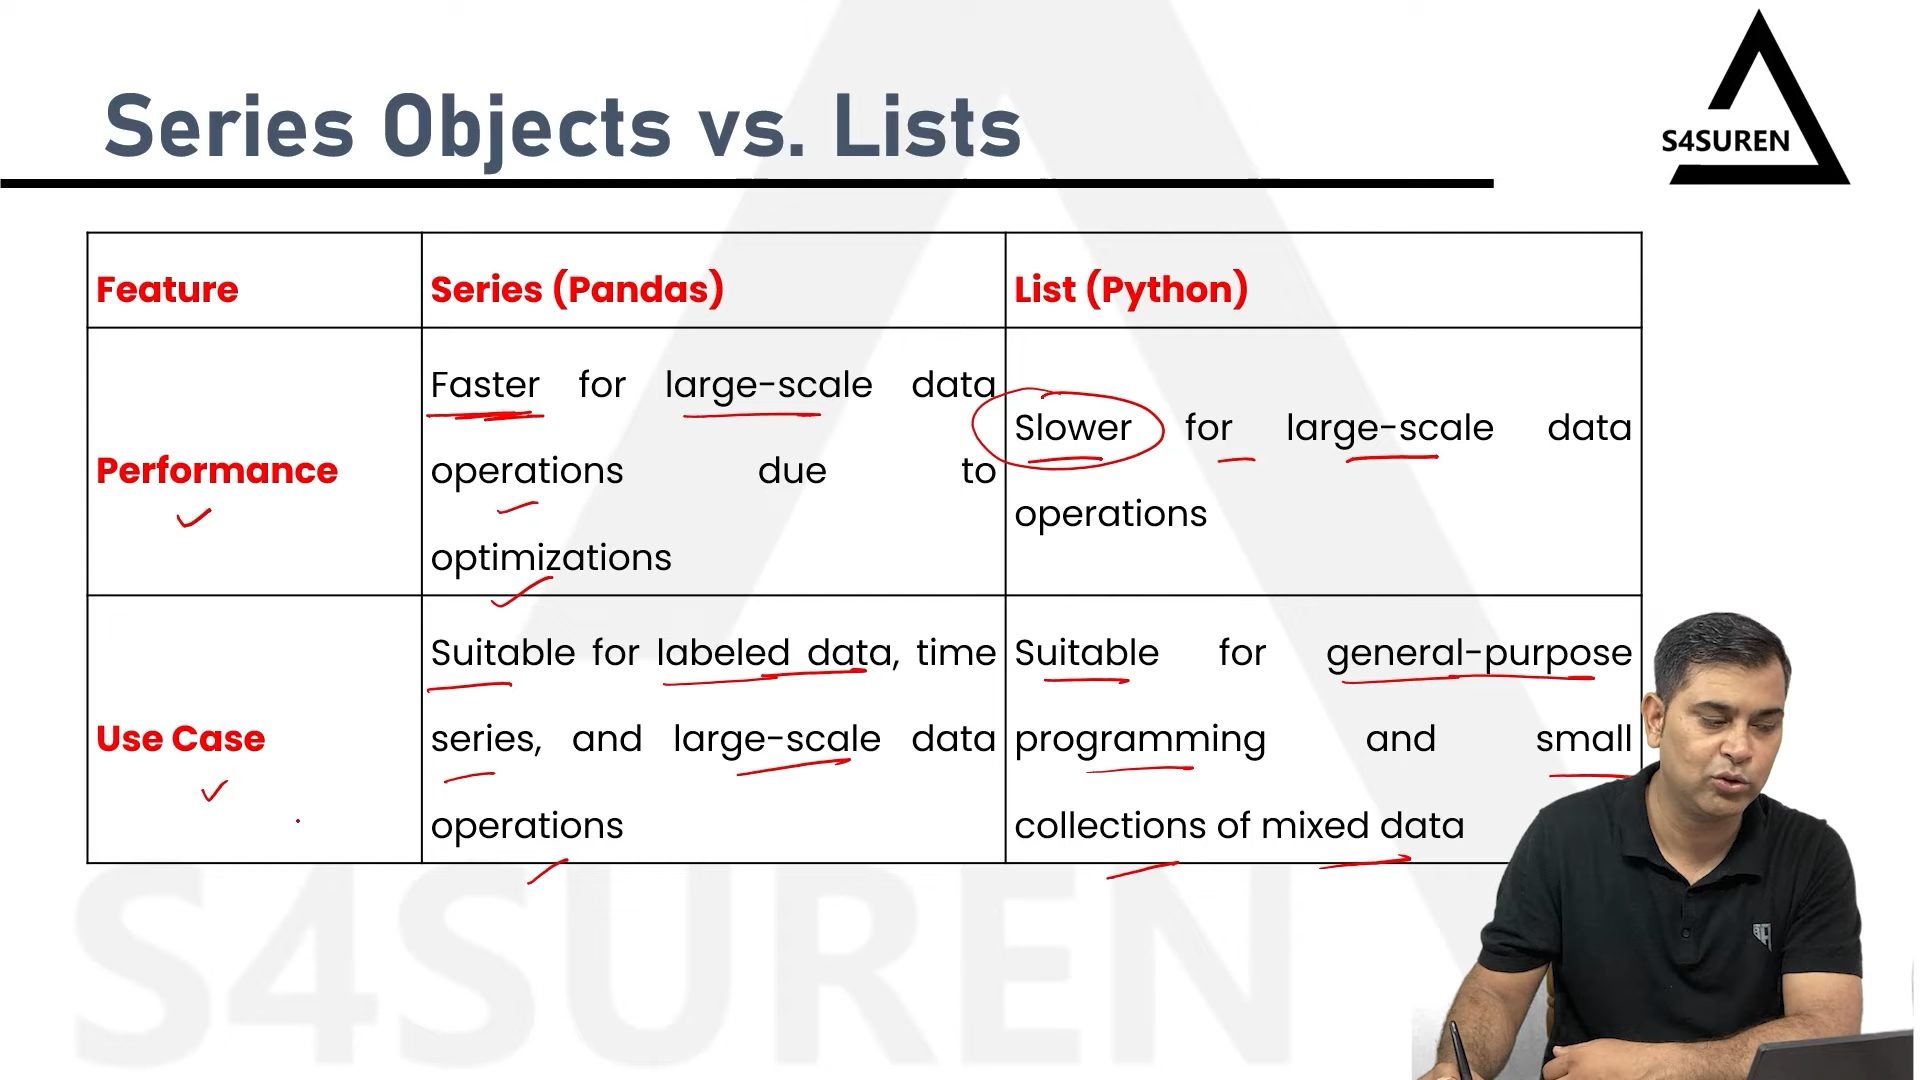 Series Objects vs. Lists
S4SUREN
Feature
Series (Pandas)
List (Python)
Performance
Faster for large-scale data
operations due to
optimizations
Slower for large-scale data
operations
Use Case
Suitable for labeled data, time
series, and large-scale data
operations
Suitable for general-purpose
programming and small
collections of mixed data
S4SUREN